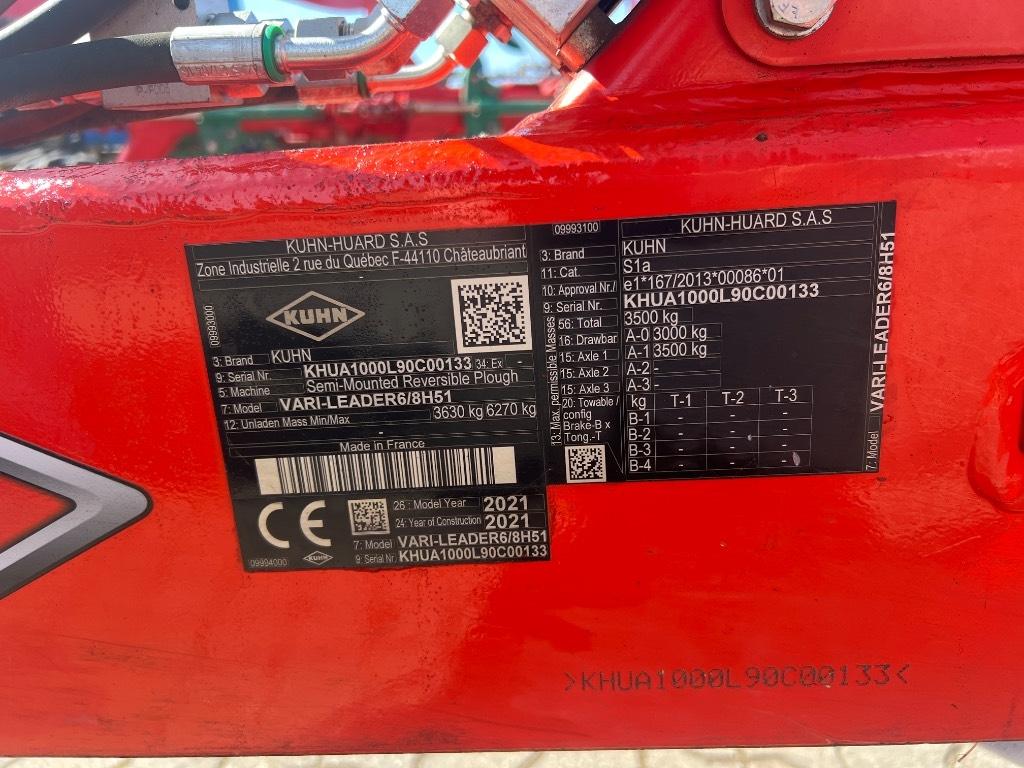 KUHN-HUARD S.A.S
Zone Industrielle 2 rue du Québec F-44110 Châteaubriant
-
09993000
KUHN
3: Brand KUHN
9: Serial Nr. KHUA1000L90C00133 34: Ex -
5: Machine Semi-Mounted Reversible Plough
7: Model VARI-LEADER6/8H51
12: Unladen Mass Min/Max 3630 kg 6270 kg
-
Made in France
CE
26 : Model Year 2021
24: Year of Construction 2021
7: Model VARI-LEADER6/8H51
9: Serial Nr. KHUA1000L90C00133
09994000
KUHN
09993100
KUHN-HUARD S.A.S
3: Brand KUHN
11: Cat. S1a
10: Approval Nr./ e1*167/2013*00086*01
9: Serial Nr. KHUA1000L90C00133
13: Max. permissible Masses
56: Total 3500 kg
16: Drawbar A-0 3000 kg
15: Axle 1 A-1 3500 kg
15: Axle 2 A-2 -
15: Axle 3 A-3 -
20: Towable / kg T-1 T-2 T-3
config B-1 - - -
Brake-B x B-2 - - -
Tong.-T B-3 - - -
B-4 - - -
7: Model VARI-LEADER6/8H51
>KHUA1000L90C00133<